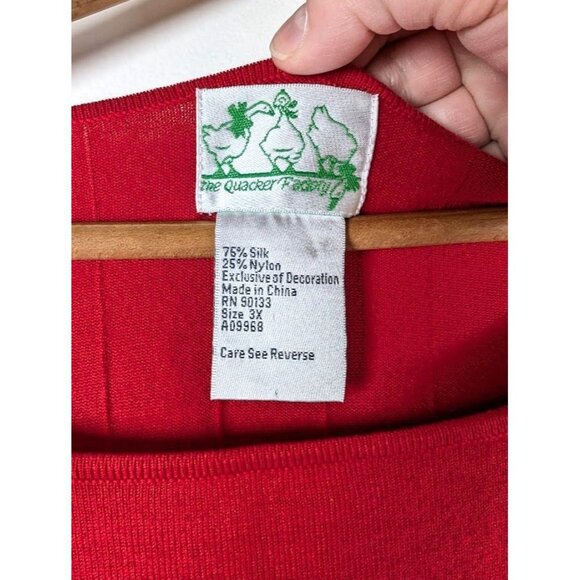 the Quacker Factory
75% Silk
25% Nylon
Exclusive of Decoration
Made in China
RN 90133
Size 3X
A09968
Care See Reverse